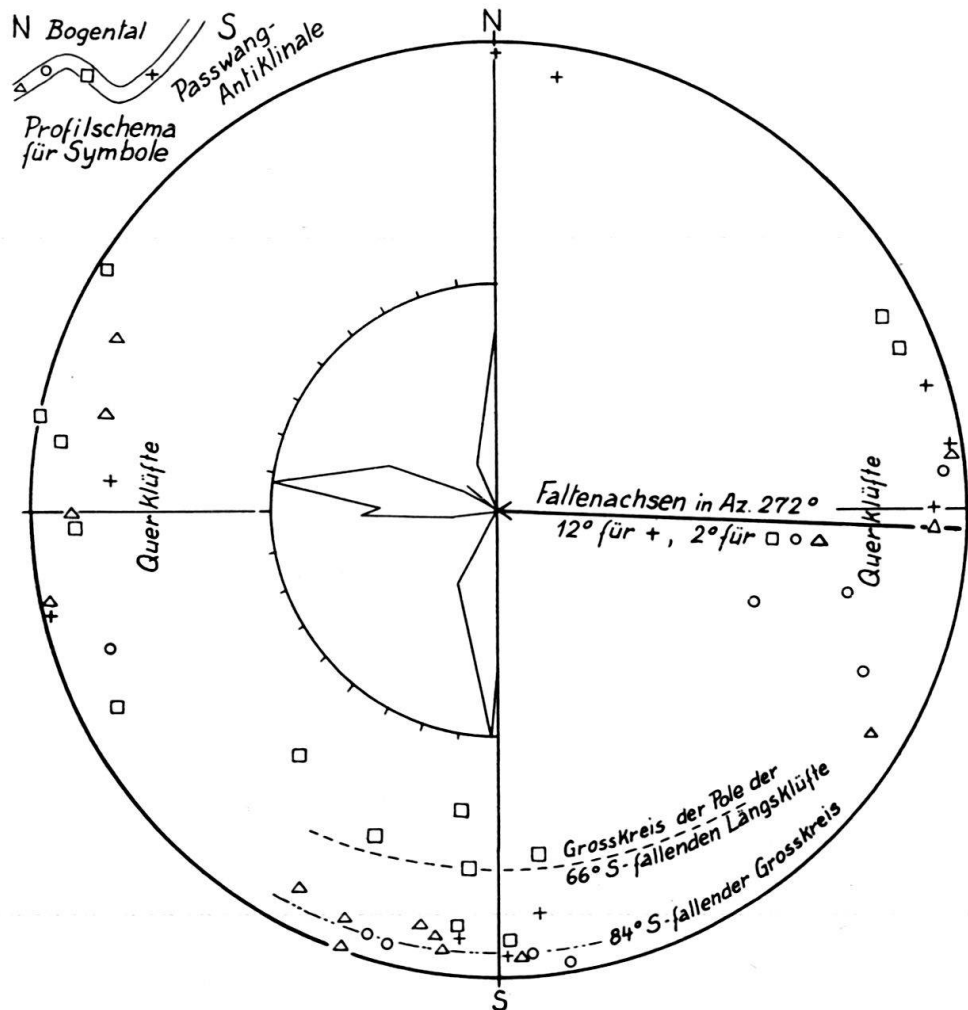 N Bogental S
Passwang-
Antiklinale
Profilschema
für Symbole
N
Querklüfte
Faltenachsen in Az. 272°
12° für +, 2° für □ ○ △
Querklüfte
Grosskreis der Pole der
66° S-fallenden Längsklüfte
84° S-fallender Grosskreis
S